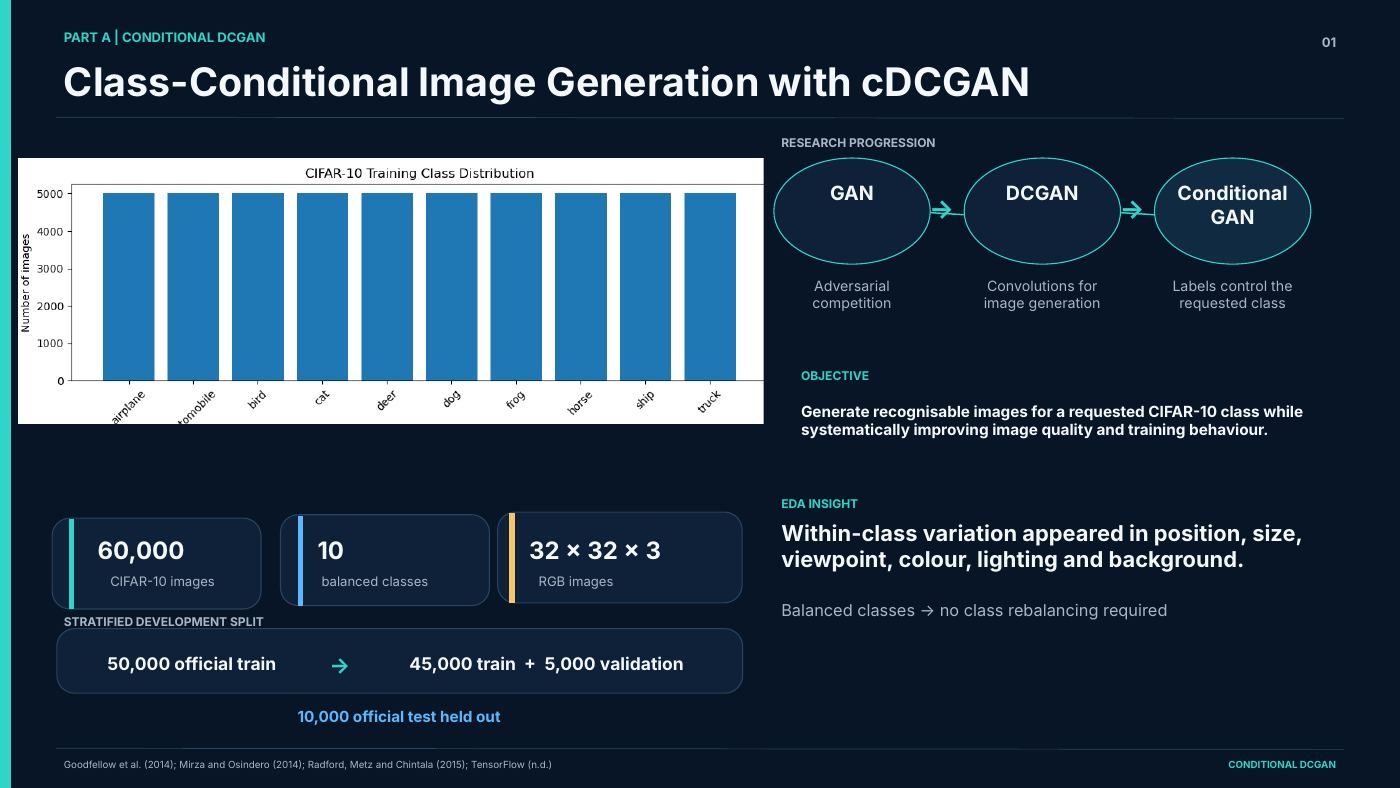 PART A | CONDITIONAL DCGAN
01
Class-Conditional Image Generation with cDCGAN
CIFAR-10 Training Class Distribution
Number of images
5000
4000
3000
2000
1000
0
airplane
tomobile
bird
cat
deer
dog
frog
horse
ship
truck
RESEARCH PROGRESSION
GAN
→
DCGAN
→
Conditional
GAN
Adversarial
competition
Convolutions for
image generation
Labels control the
requested class
OBJECTIVE
Generate recognisable images for a requested CIFAR-10 class while
systematically improving image quality and training behaviour.
60,000
CIFAR-10 images
10
balanced classes
32 × 32 × 3
RGB images
STRATIFIED DEVELOPMENT SPLIT
50,000 official train → 45,000 train + 5,000 validation
10,000 official test held out
EDA INSIGHT
Within-class variation appeared in position, size,
viewpoint, colour, lighting and background.
Balanced classes → no class rebalancing required
Goodfellow et al. (2014); Mirza and Osindero (2014); Radford, Metz and Chintala (2015); TensorFlow (n.d.)
CONDITIONAL DCGAN